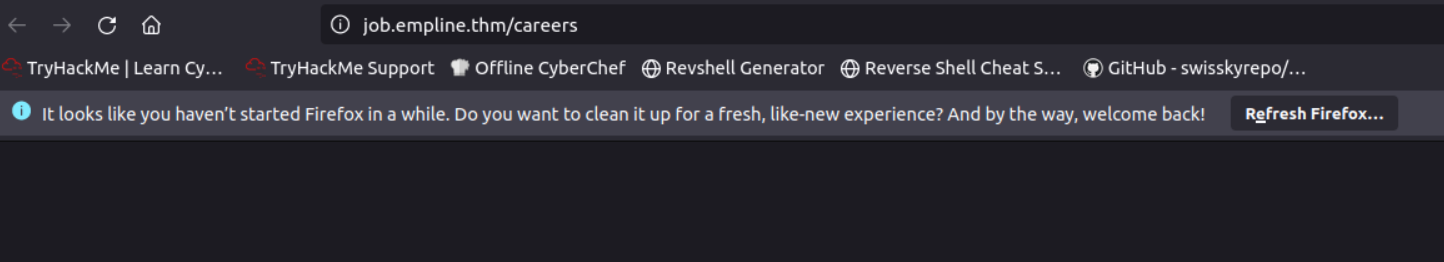 job.empline.thm/careers
TryHackMe | Learn Cy... TryHackMe Support Offline CyberChef Revshell Generator Reverse Shell Cheat S... GitHub - swisskyrepo/...
It looks like you haven’t started Firefox in a while. Do you want to clean it up for a fresh, like-new experience? And by the way, welcome back! Refresh Firefox...